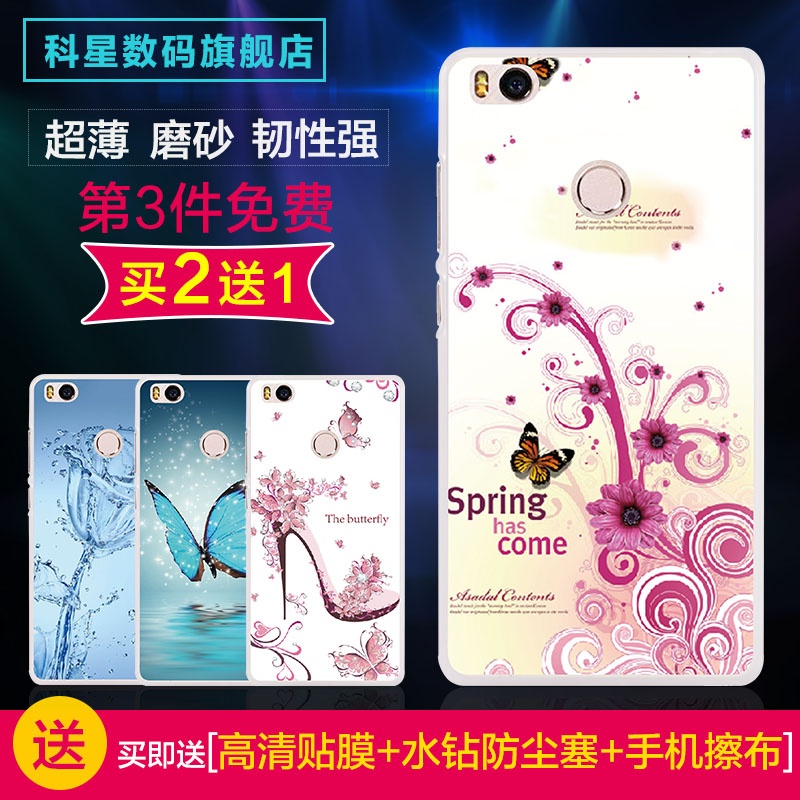 科星数码旗舰店
超薄 磨砂 韧性强
第3件免费
买2送1
Contents
Spring
has
come
Asadal Contents
The butterfly
送
买即送[高清贴膜+水钻防尘塞+手机擦布]